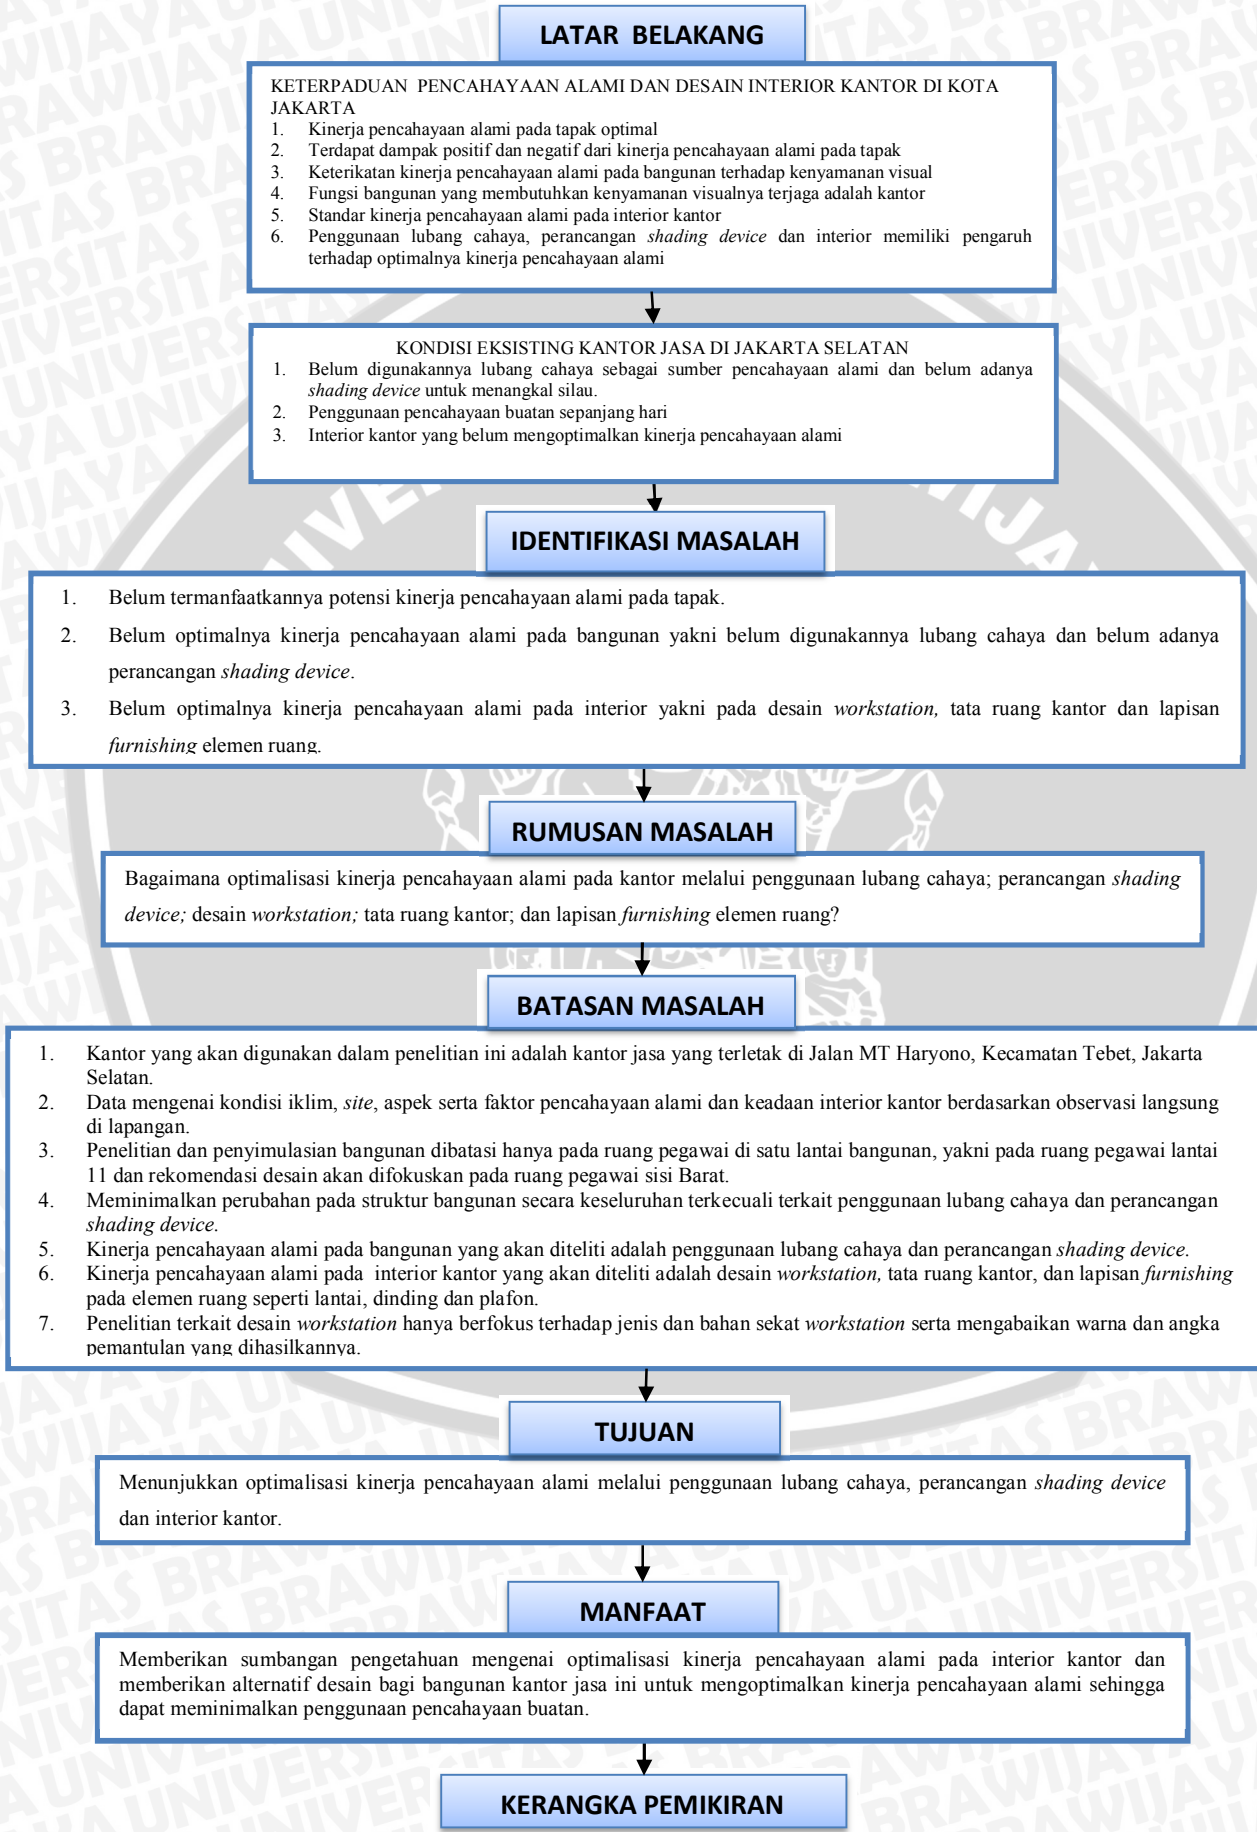 LATAR BELAKANG
KETERPADUAN PENCAHAYAAN ALAMI DAN DESAIN INTERIOR KANTOR DI KOTA
JAKARTA
1. Kinerja pencahayaan alami pada tapak optimal
2. Terdapat dampak positif dan negatif dari kinerja pencahayaan alami pada tapak
3. Keterikatan kinerja pencahayaan alami pada bangunan terhadap kenyamanan visual
4. Fungsi bangunan yang membutuhkan kenyamanan visualnya terjaga adalah kantor
5. Standar kinerja pencahayaan alami pada interior kantor
6. Penggunaan lubang cahaya, perancangan shading device dan interior memiliki pengaruh
terhadap optimalnya kinerja pencahayaan alami
KONDISI EKSISTING KANTOR JASA DI JAKARTA SELATAN
1. Belum digunakannya lubang cahaya sebagai sumber pencahayaan alami dan belum adanya
shading device untuk menangkal silau.
2. Penggunaan pencahayaan buatan sepanjang hari
3. Interior kantor yang belum mengoptimalkan kinerja pencahayaan alami
IDENTIFIKASI MASALAH
1. Belum termanfaatkannya potensi kinerja pencahayaan alami pada tapak.
2. Belum optimalnya kinerja pencahayaan alami pada bangunan yakni belum digunakannya lubang cahaya dan belum adanya
perancangan shading device.
3. Belum optimalnya kinerja pencahayaan alami pada interior yakni pada desain workstation, tata ruang kantor dan lapisan
furnishing elemen ruang.
RUMUSAN MASALAH
Bagaimana optimalisasi kinerja pencahayaan alami pada kantor melalui penggunaan lubang cahaya; perancangan shading
device; desain workstation; tata ruang kantor; dan lapisan furnishing elemen ruang?
BATASAN MASALAH
1. Kantor yang akan digunakan dalam penelitian ini adalah kantor jasa yang terletak di Jalan MT Haryono, Kecamatan Tebet, Jakarta
Selatan.
2. Data mengenai kondisi iklim, site, aspek serta faktor pencahayaan alami dan keadaan interior kantor berdasarkan observasi langsung
di lapangan.
3. Penelitian dan penyimulasian bangunan dibatasi hanya pada ruang pegawai di satu lantai bangunan, yakni pada ruang pegawai lantai
11 dan rekomendasi desain akan difokuskan pada ruang pegawai sisi Barat.
4. Meminimalkan perubahan pada struktur bangunan secara keseluruhan terkecuali terkait penggunaan lubang cahaya dan perancangan
shading device.
5. Kinerja pencahayaan alami pada bangunan yang akan diteliti adalah penggunaan lubang cahaya dan perancangan shading device.
6. Kinerja pencahayaan alami pada interior kantor yang akan diteliti adalah desain workstation, tata ruang kantor, dan lapisan furnishing
pada elemen ruang seperti lantai, dinding dan plafon.
7. Penelitian terkait desain workstation hanya berfokus terhadap jenis dan bahan sekat workstation serta mengabaikan warna dan angka
pemantulan yang dihasilkannya.
TUJUAN
Menunjukkan optimalisasi kinerja pencahayaan alami melalui penggunaan lubang cahaya, perancangan shading device
dan interior kantor.
MANFAAT
Memberikan sumbangan pengetahuan mengenai optimalisasi kinerja pencahayaan alami pada interior kantor dan
memberikan alternatif desain bagi bangunan kantor jasa ini untuk mengoptimalkan kinerja pencahayaan alami sehingga
dapat meminimalkan penggunaan pencahayaan buatan.
KERANGKA PEMIKIRAN